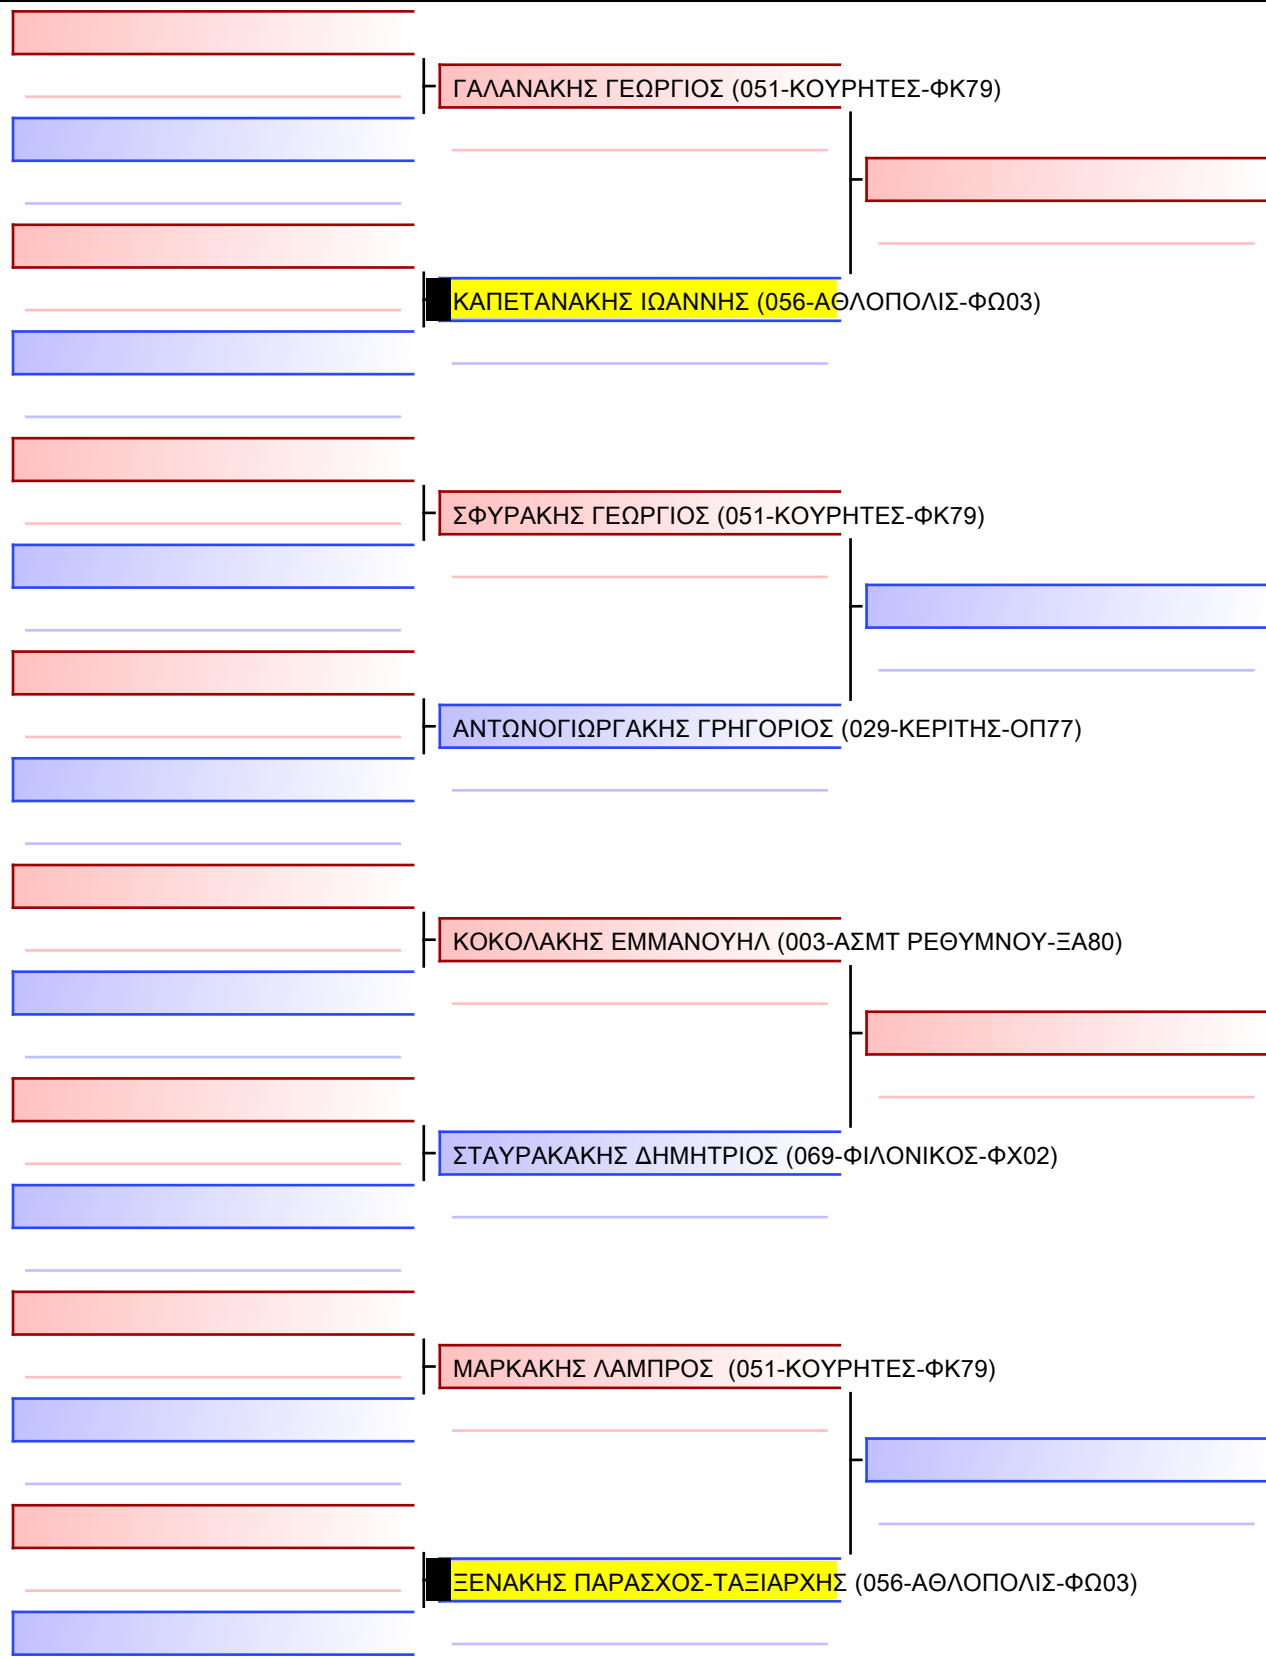 ΓΑΛΑΝΑΚΗΣ ΓΕΩΡΓΙΟΣ (051-ΚΟΥΡΗΤΕΣ-ΦΚ79)
ΚΑΠΕΤΑΝΑΚΗΣ ΙΩΑΝΝΗΣ (056-ΑΘΛΟΠΟΛΙΣ-ΦΩ03)
ΣΦΥΡΑΚΗΣ ΓΕΩΡΓΙΟΣ (051-ΚΟΥΡΗΤΕΣ-ΦΚ79)
ΑΝΤΩΝΟΓΙΩΡΓΑΚΗΣ ΓΡΗΓΟΡΙΟΣ (029-ΚΕΡΙΤΗΣ-ΟΠ77)
ΚΟΚΟΛΑΚΗΣ ΕΜΜΑΝΟΥΗΛ (003-ΑΣΜΤ ΡΕΘΥΜΝΟΥ-ΞΑ80)
ΣΤΑΥΡΑΚΑΚΗΣ ΔΗΜΗΤΡΙΟΣ (069-ΦΙΛΟΝΙΚΟΣ-ΦΧ02)
ΜΑΡΚΑΚΗΣ ΛΑΜΠΡΟΣ  (051-ΚΟΥΡΗΤΕΣ-ΦΚ79)
ΞΕΝΑΚΗΣ ΠΑΡΑΣΧΟΣ-ΤΑΞΙΑΡΧΗΣ (056-ΑΘΛΟΠΟΛΙΣ-ΦΩ03)